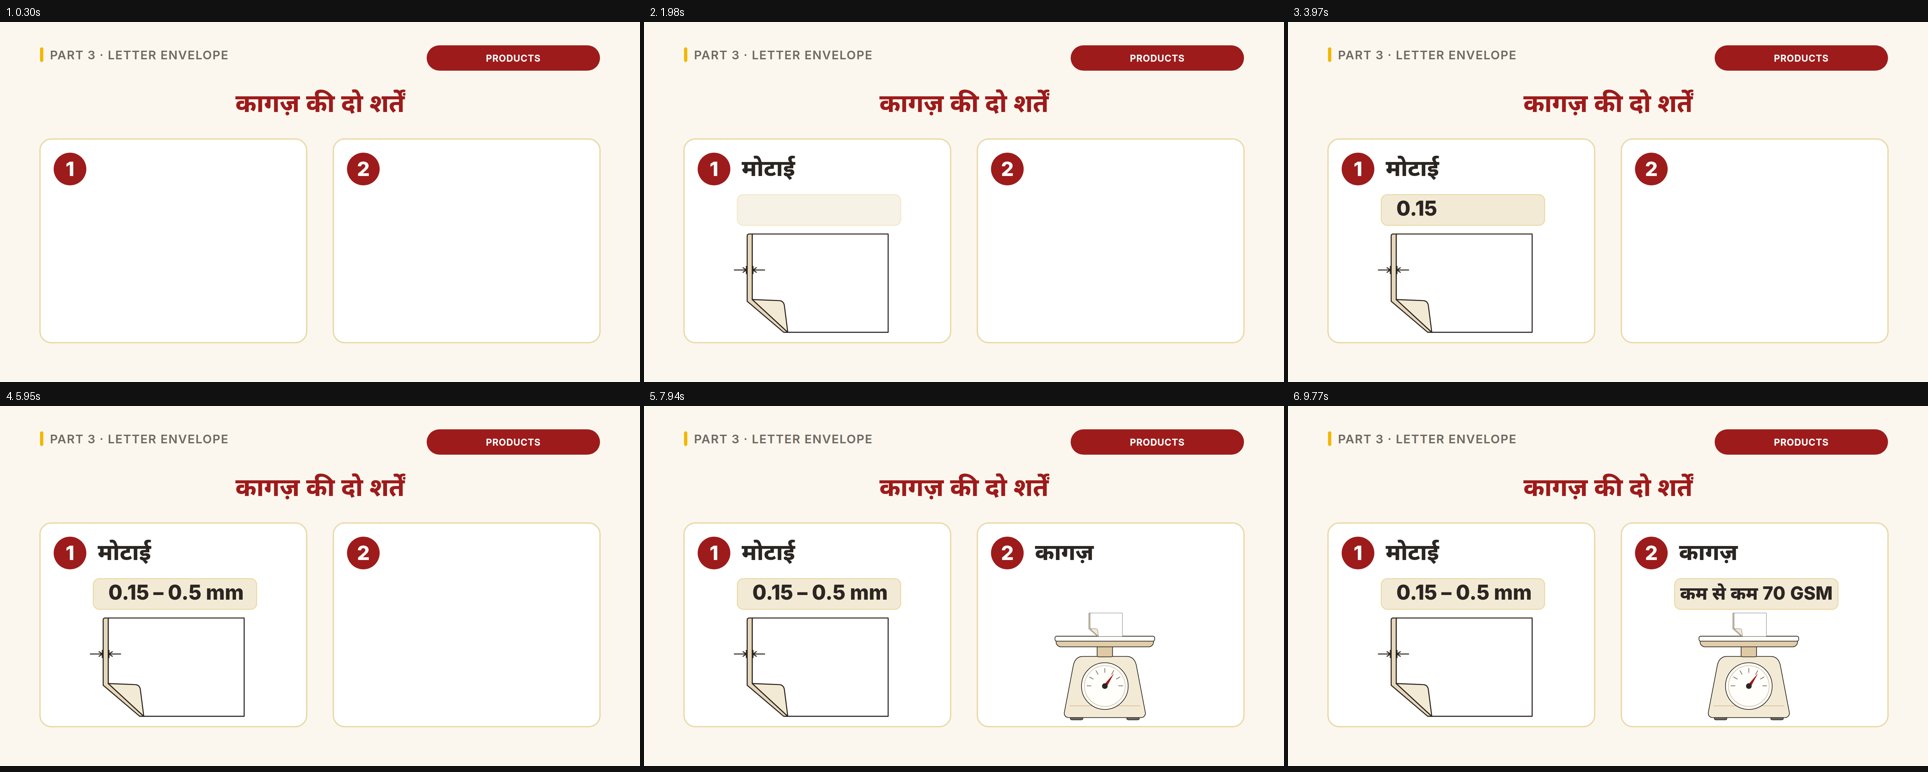 1. 0.30s
PART 3 · LETTER ENVELOPE
PRODUCTS
कागज़ की दो शर्तें
1
2
2. 1.98s
PART 3 · LETTER ENVELOPE
PRODUCTS
कागज़ की दो शर्तें
1 मोटाई
2
3. 3.97s
PART 3 · LETTER ENVELOPE
PRODUCTS
कागज़ की दो शर्तें
1 मोटाई
0.15
2
4. 5.95s
PART 3 · LETTER ENVELOPE
PRODUCTS
कागज़ की दो शर्तें
1 मोटाई
0.15 – 0.5 mm
2
5. 7.94s
PART 3 · LETTER ENVELOPE
PRODUCTS
कागज़ की दो शर्तें
1 मोटाई
0.15 – 0.5 mm
2 कागज़
6. 9.77s
PART 3 · LETTER ENVELOPE
PRODUCTS
कागज़ की दो शर्तें
1 मोटाई
0.15 – 0.5 mm
2 कागज़
कम से कम 70 GSM